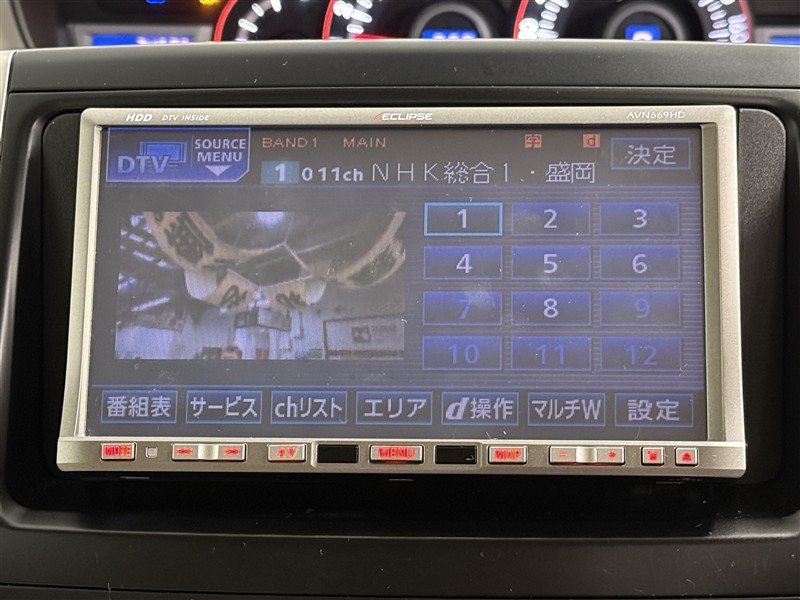 HDD DTV INSIDE ECLIPSE AVN669HD
DTV SOURCE MENU BAND1 MAIN 字 d 決定
1 011ch NHK総合1・盛岡
1 2 3
4 5 6
7 8 9
10 11 12
番組表 サービス chリスト エリア d操作 マルチW 設定
MUTE AV MENU MAP